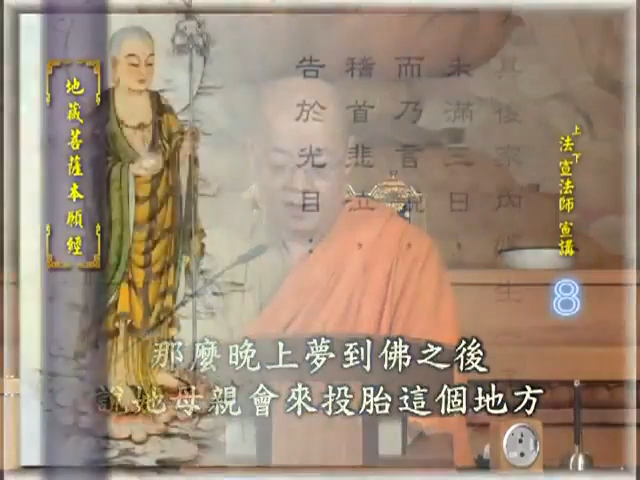 地藏菩薩本願經
其後家內生
未滿三日，
而乃言說，
稽首悲泣，
告於光目：
上法下宣法師 宣講
8
那麼晚上夢到佛之後
說她母親會來投胎這個地方